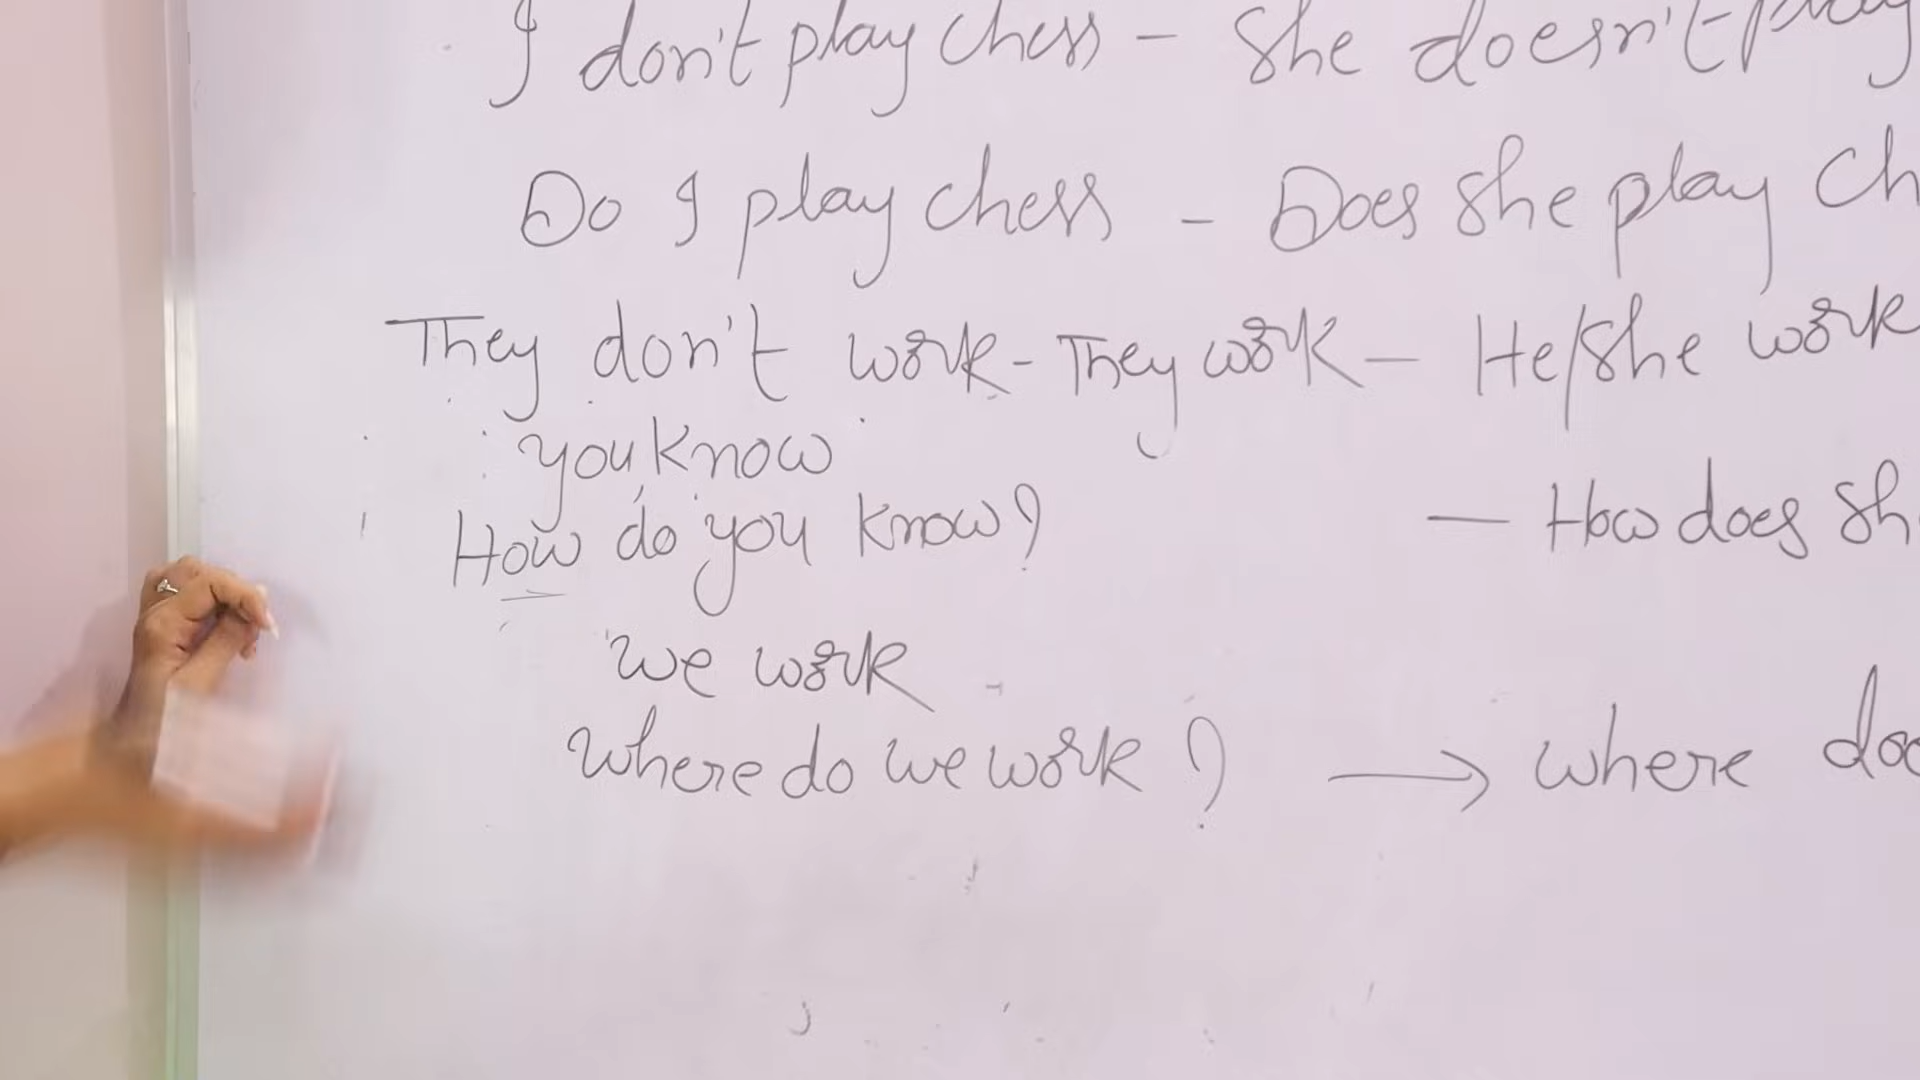 I don't play chess - She doesn't play
Do I play chess - Does She play Ch
They don't work - They work - He/She work
you know
How do you know? - How does Sh
we work
where do we work? → where doe